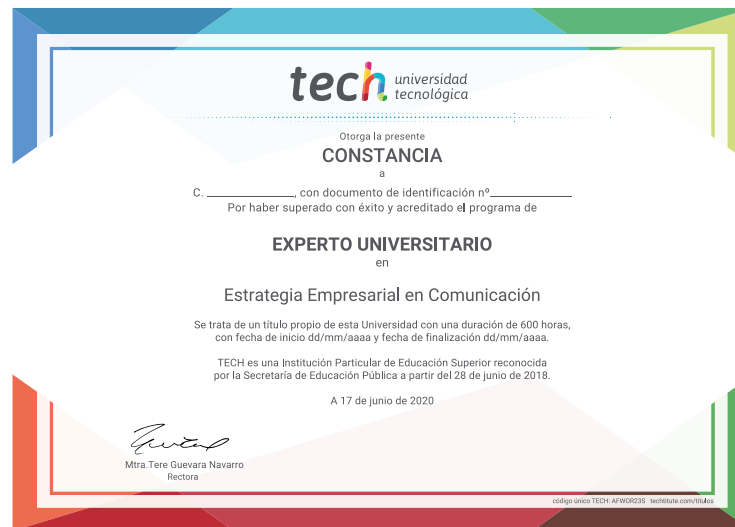 tech universidad
tecnológica
Otorga la presente
CONSTANCIA
a
C. ________________, con documento de identificación nº________________
Por haber superado con éxito y acreditado el programa de
EXPERTO UNIVERSITARIO
en
Estrategia Empresarial en Comunicación
Se trata de un título propio de esta Universidad con una duración de 600 horas,
con fecha de inicio dd/mm/aaaa y fecha de finalización dd/mm/aaaa.
TECH es una Institución Particular de Educación Superior reconocida
por la Secretaría de Educación Pública a partir del 28 de junio de 2018.
A 17 de junio de 2020
Mtra.Tere Guevara Navarro
Rectora
código único TECH: AFWOR23S techtitute.com/titulos